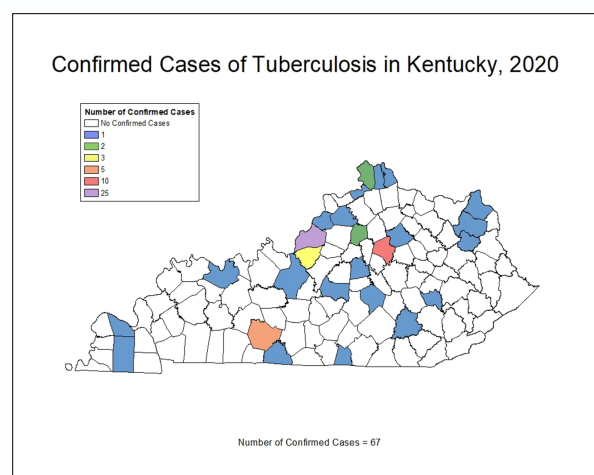 Confirmed Cases of Tuberculosis in Kentucky, 2020
Number of Confirmed Cases
No Confirmed Cases
1
2
3
5
10
25
Number of Confirmed Cases = 67